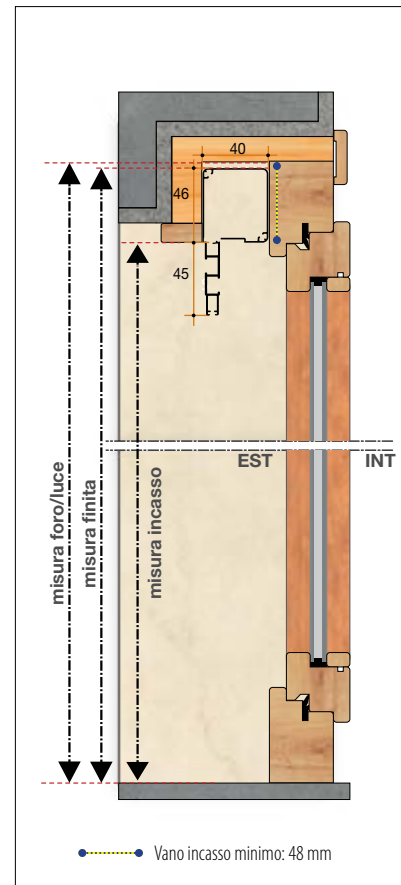 40
46
45
EST
INT
misura foro/luce
misura finita
misura incasso
Vano incasso minimo: 48 mm